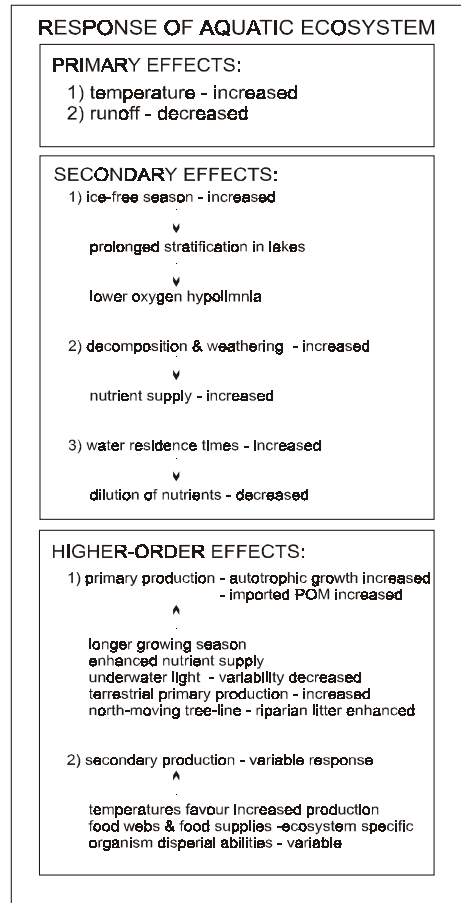 RESPONSE OF AQUATIC ECOSYSTEM
PRIMARY EFFECTS:
1) temperature - increased
2) runoff - decreased
SECONDARY EFFECTS:
1) ice-free season - increased
prolonged stratification in lakes
lower oxygen hypolimnia
2) decomposition & weathering - increased
nutrient supply - increased
3) water residence times - increased
dilution of nutrients - decreased
HIGHER-ORDER EFFECTS:
1) primary production - autotrophic growth increased
- imported POM increased
longer growing season
enhanced nutrient supply
underwater light - variability decreased
terrestrial primary production - increased
north-moving tree-line - riparian litter enhanced
2) secondary production - variable response
temperatures favour increased production
food webs & food supplies -ecosystem specific
organism disperial abilities - variable